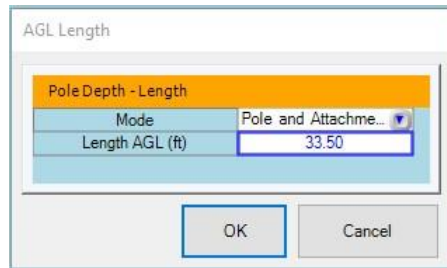 AGL Length
Pole Depth - Length
Mode Pole and Attachme...
Length AGL (ft) 33.50
OK Cancel